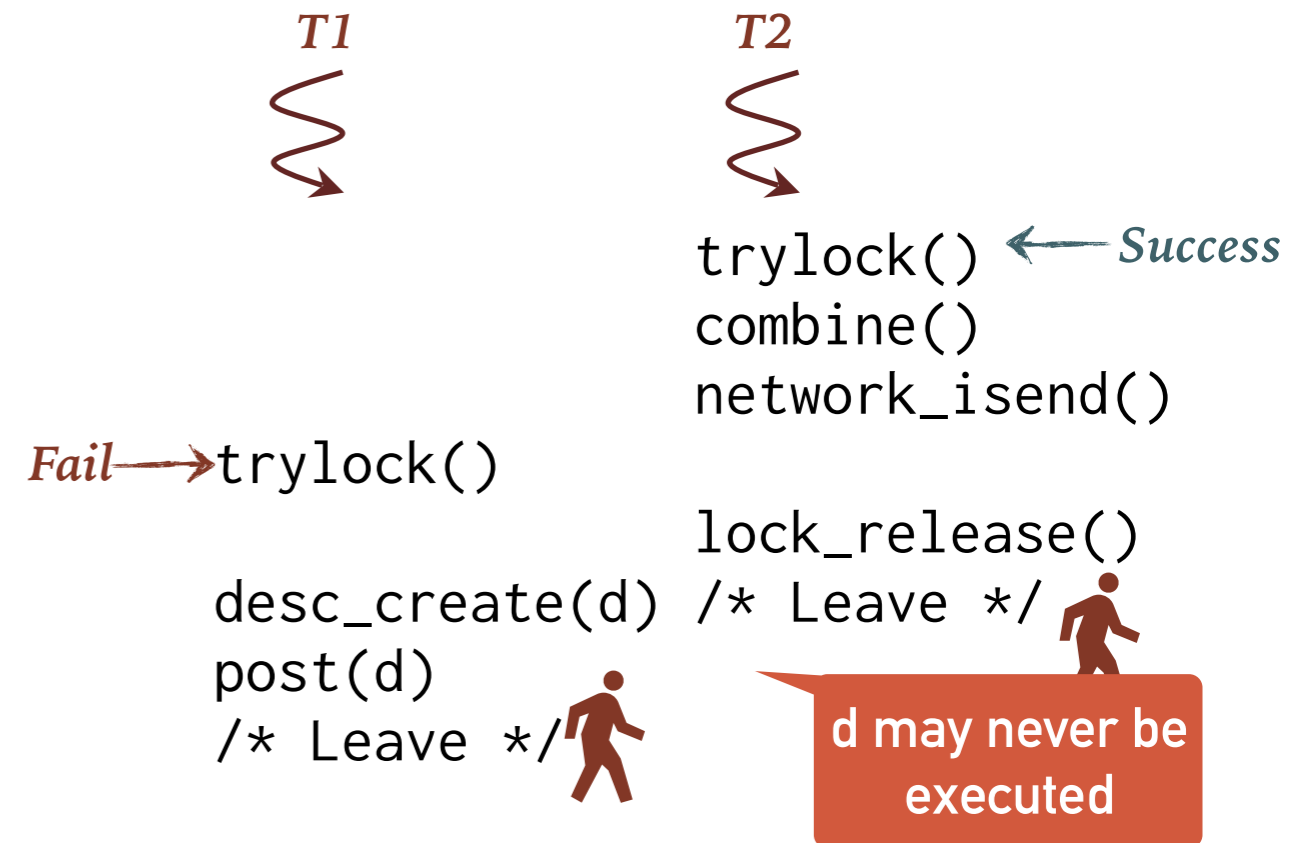 T1 T2
trylock() Success
combine()
network_isend()
Fail trylock()
lock_release()
desc_create(d) /* Leave */
post(d)
/* Leave */
d may never be
executed